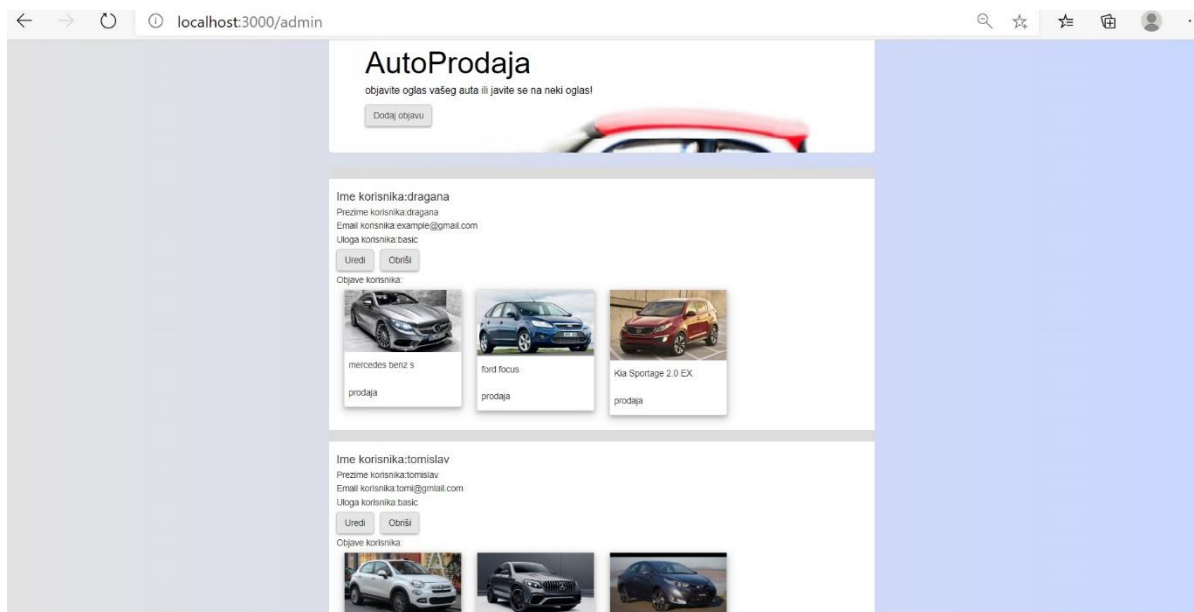 localhost:3000/admin
AutoProdaja
objavite oglas vašeg auta ili javite se na neki oglas!
Dodaj objavu
Ime korisnika:dragana
Prezime korisnika:dragana
Email korisnika:example@gmail.com
Uloga korisnika:basic
Uredi Obriši
Objave korisnika:
mercedes benz s
prodaja
ford focus
prodaja
Kia Sportage 2.0 EX
prodaja
Ime korisnika:tomislav
Prezime korisnika:tomislav
Email korisnika:tomi@gmlail.com
Uloga korisnika:basic
Uredi Obriši
Objave korisnika: